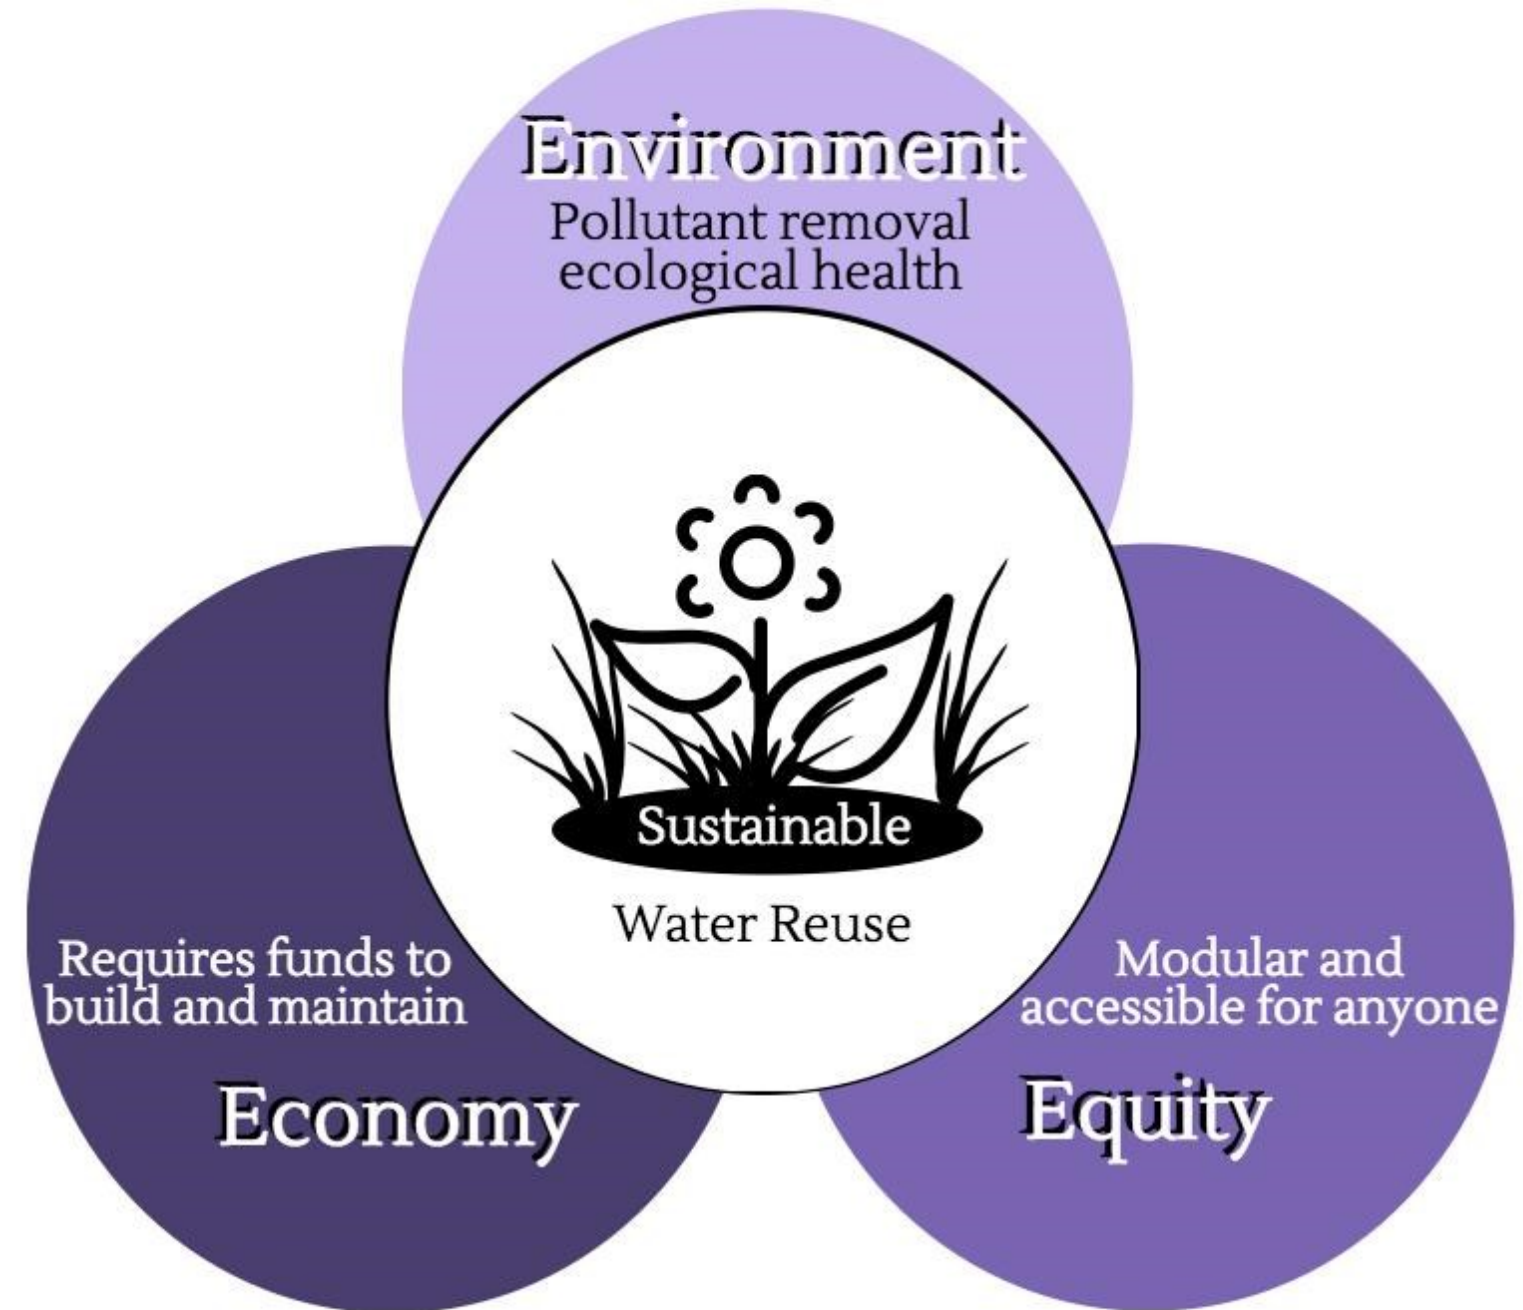 Environment
Pollutant removal
ecological health
Sustainable
Water Reuse
Requires funds to
build and maintain
Economy
Modular and
accessible for anyone
Equity